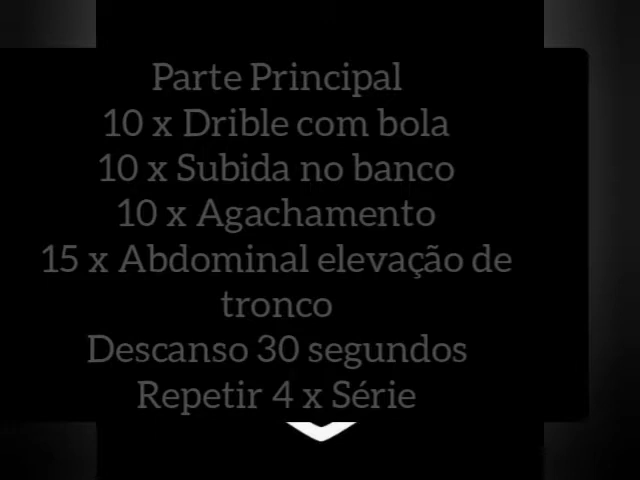 Parte Principal
10 x Drible com bola
10 x Subida no banco
10 x Agachamento
15 x Abdominal elevação de
tronco
Descanso 30 segundos
Repetir 4 x Série